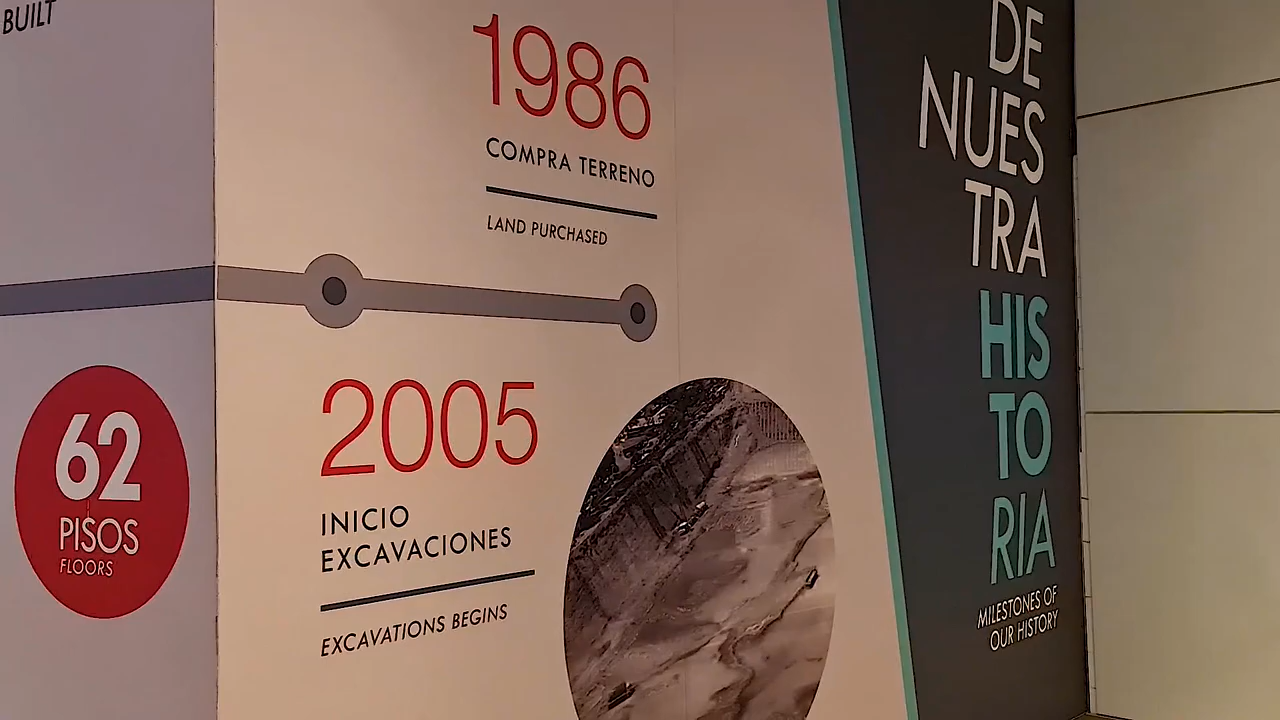 BUILT
1986
COMPRA TERRENO
LAND PURCHASED
62
PISOS
FLOORS
2005
INICIO
EXCAVACIONES
EXCAVATIONS BEGINS
DE
NUES
TRA
HIS
TO
RIA
MILESTONES OF
OUR HISTORY